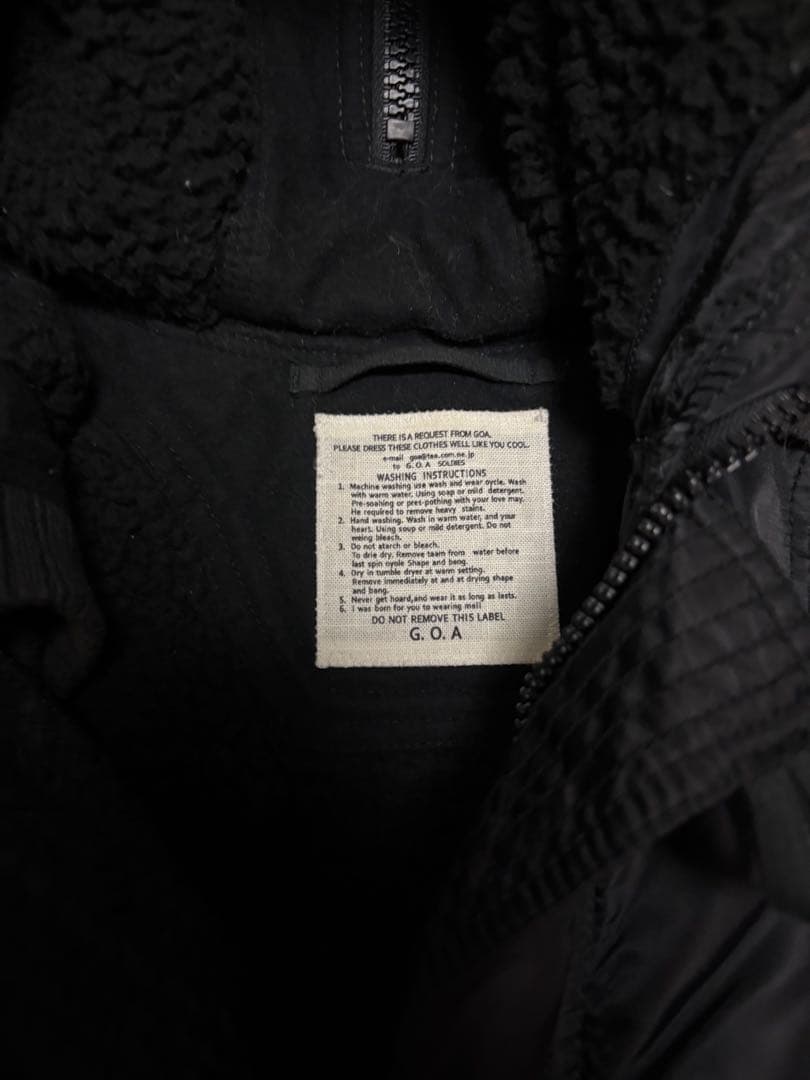 THERE IS A REQUEST FROM GOA,
PLEASE DRESS THESE CLOTHES WELL LIKE YOU COOL.
e-mail goa@tea.com.ne.jp
to G. O. A SOLDIES
WASHING INSTRUCTIONS
1. Machine washing use wash and wear cycle. Wash
with warm water. Using soap or mild detergent.
Pre-soahing or pres-pothing with your love may.
He required to remove heavy stains.
2. Hand washing. Wash in warm water, and your
heart. Using soup or mild detergent. Do not
weing bleach.
3. Do not atarch or bleach.
To drie dry. Remove taam from water before
last spin oyole Shape and bang.
4. Dry in tumble dryer at warm setting.
Remove immediately at and at drying shape
and bang.
5. Never get hoard,and wear it as long as lasts.
6. I was born for you to wearing mall
DO NOT REMOVE THIS LABEL
G. O. A